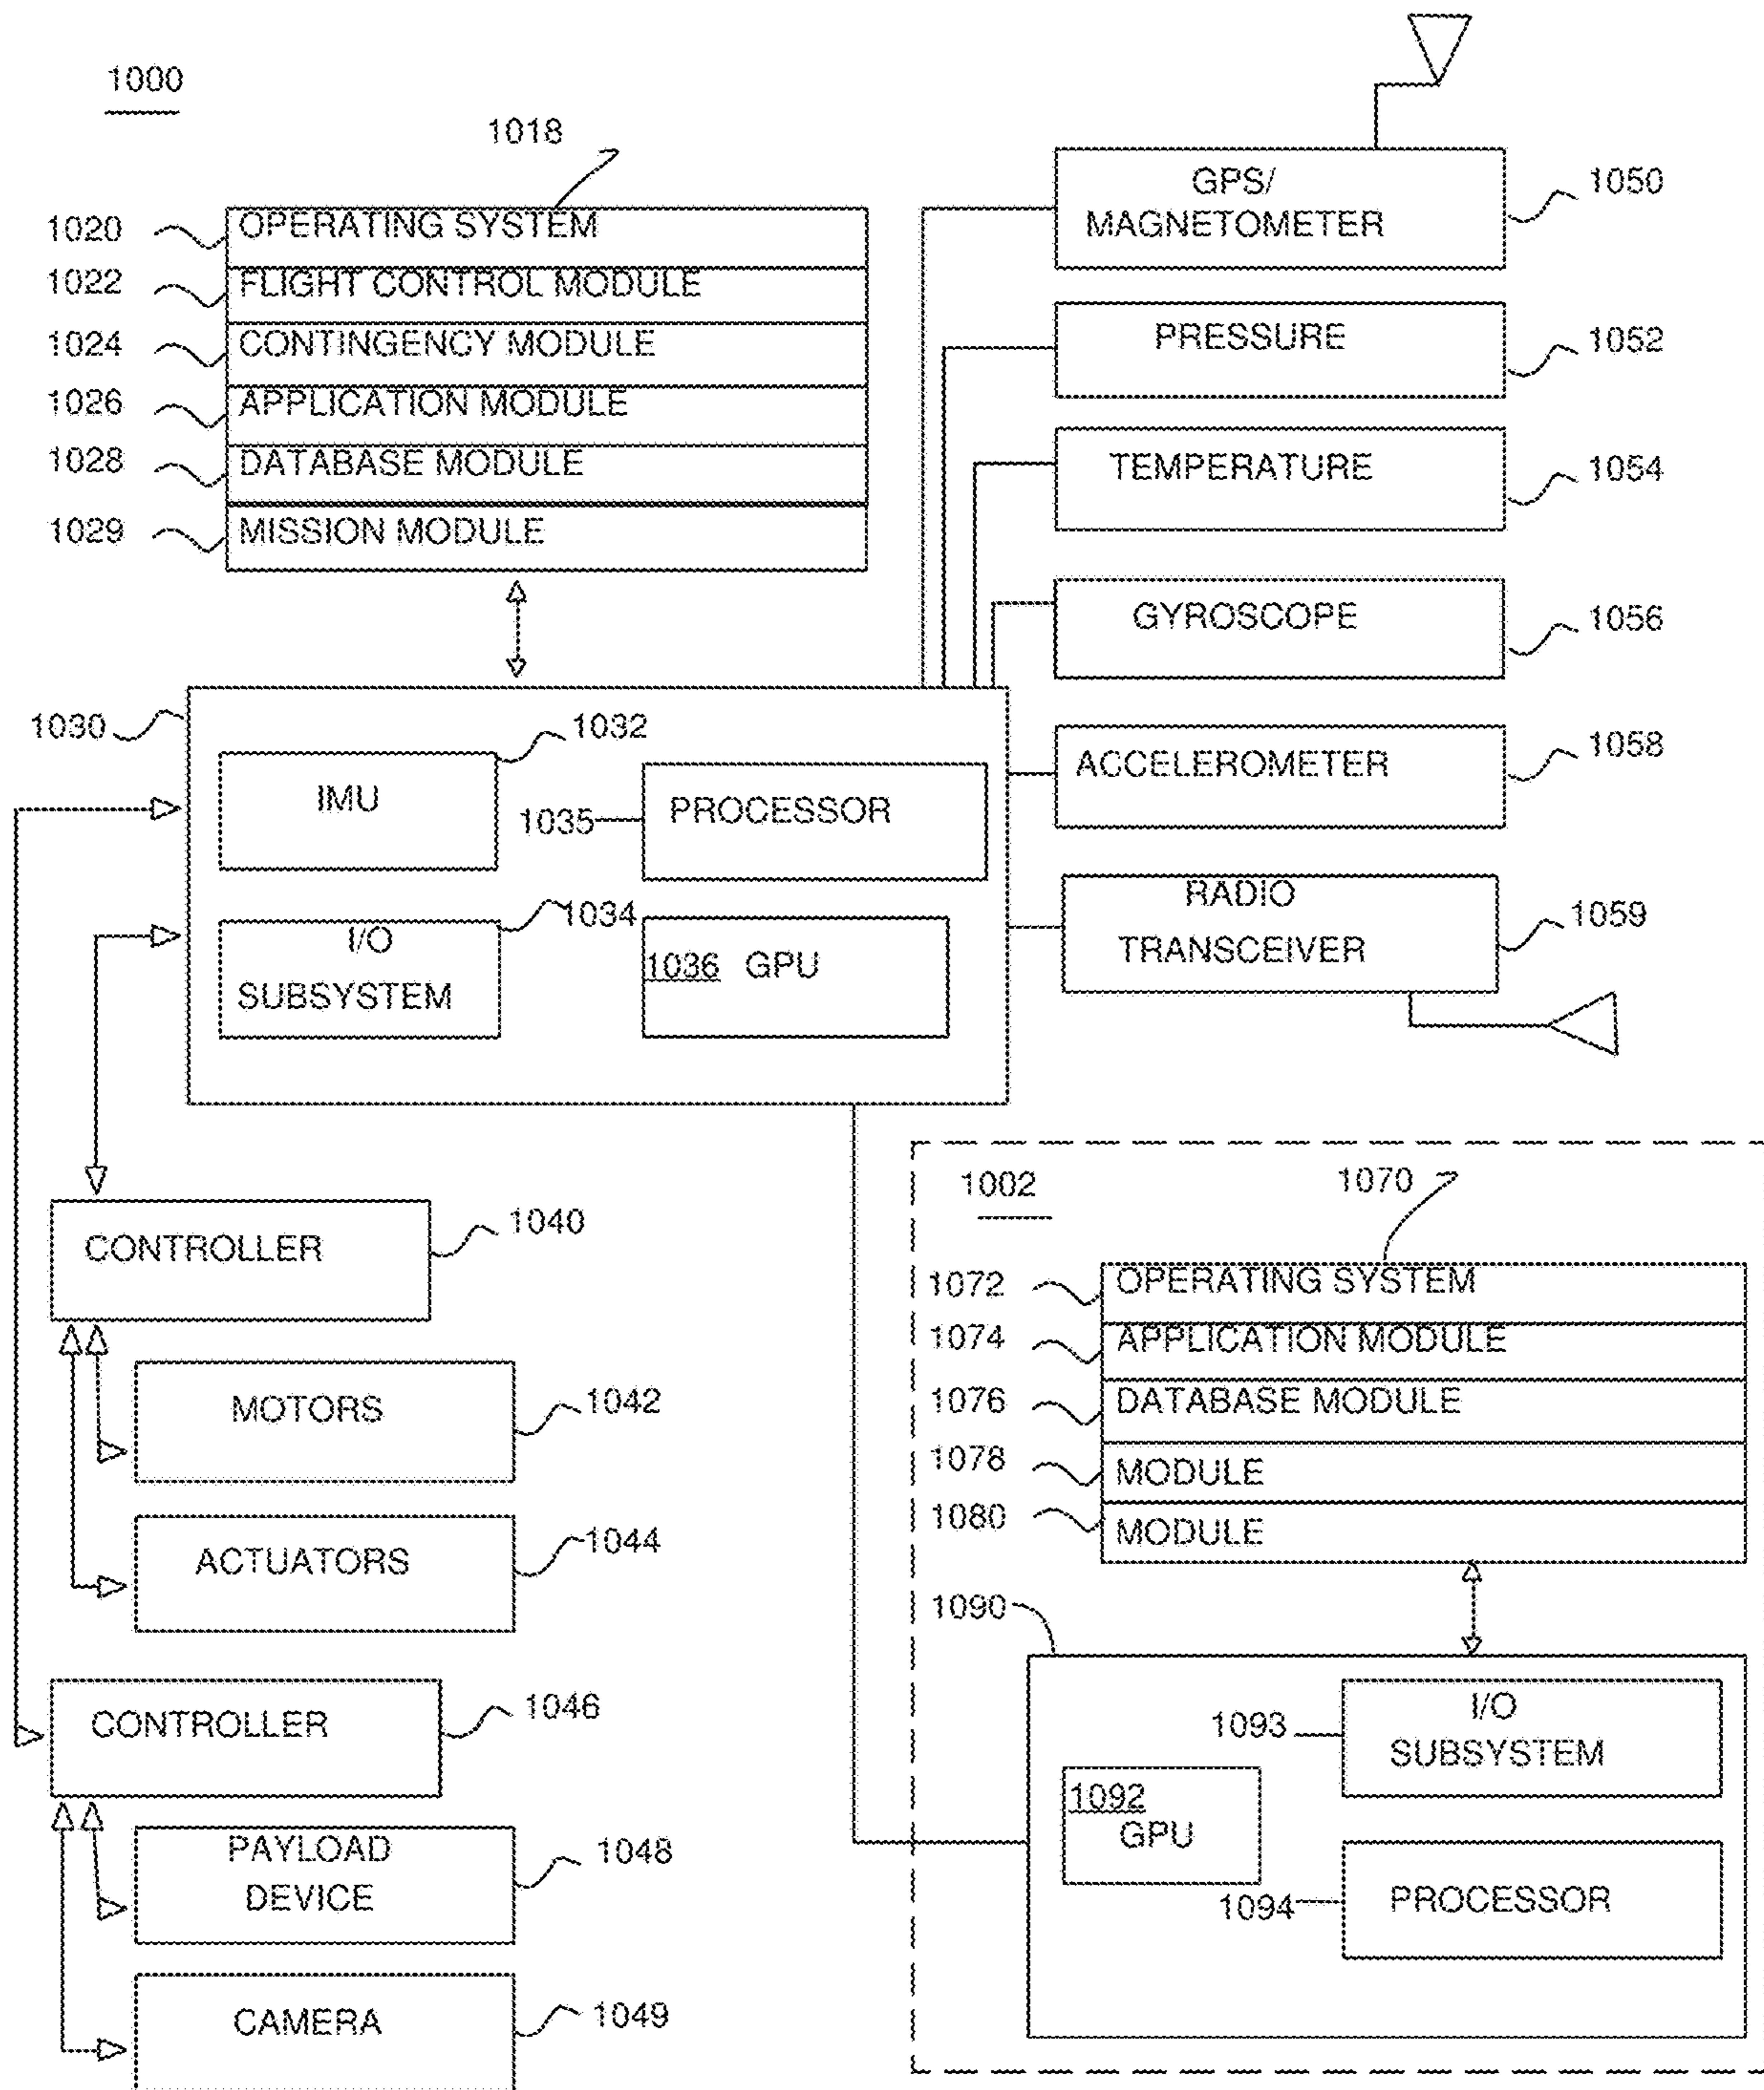 1000
1018
1020 OPERATING SYSTEM
1022 FLIGHT CONTROL MODULE
1024 CONTINGENCY MODULE
1026 APPLICATION MODULE
1028 DATABASE MODULE
1029 MISSION MODULE
GPS/
MAGNETOMETER 1050
PRESSURE 1052
TEMPERATURE 1054
GYROSCOPE 1056
ACCELEROMETER 1058
RADIO
TRANSCEIVER 1059
1030
IMU 1032
1035 PROCESSOR
I/O
SUBSYSTEM 1034
1036 GPU
CONTROLLER 1040
MOTORS 1042
ACTUATORS 1044
CONTROLLER 1046
PAYLOAD
DEVICE 1048
CAMERA 1049
1002
1070
1072 OPERATING SYSTEM
1074 APPLICATION MODULE
1076 DATABASE MODULE
1078 MODULE
1080 MODULE
1090
1093 I/O
SUBSYSTEM
1092
GPU
1094 PROCESSOR